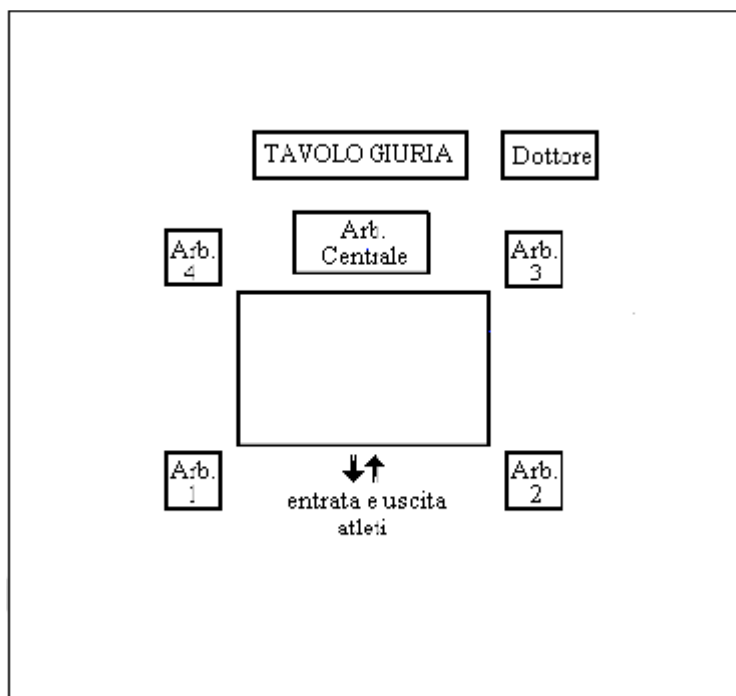 TAVOLO GIURIA
Dottore
Arb.
Centrale
Arb.
4
Arb.
3
Arb.
1
Arb.
2
entrata e uscita
atleti